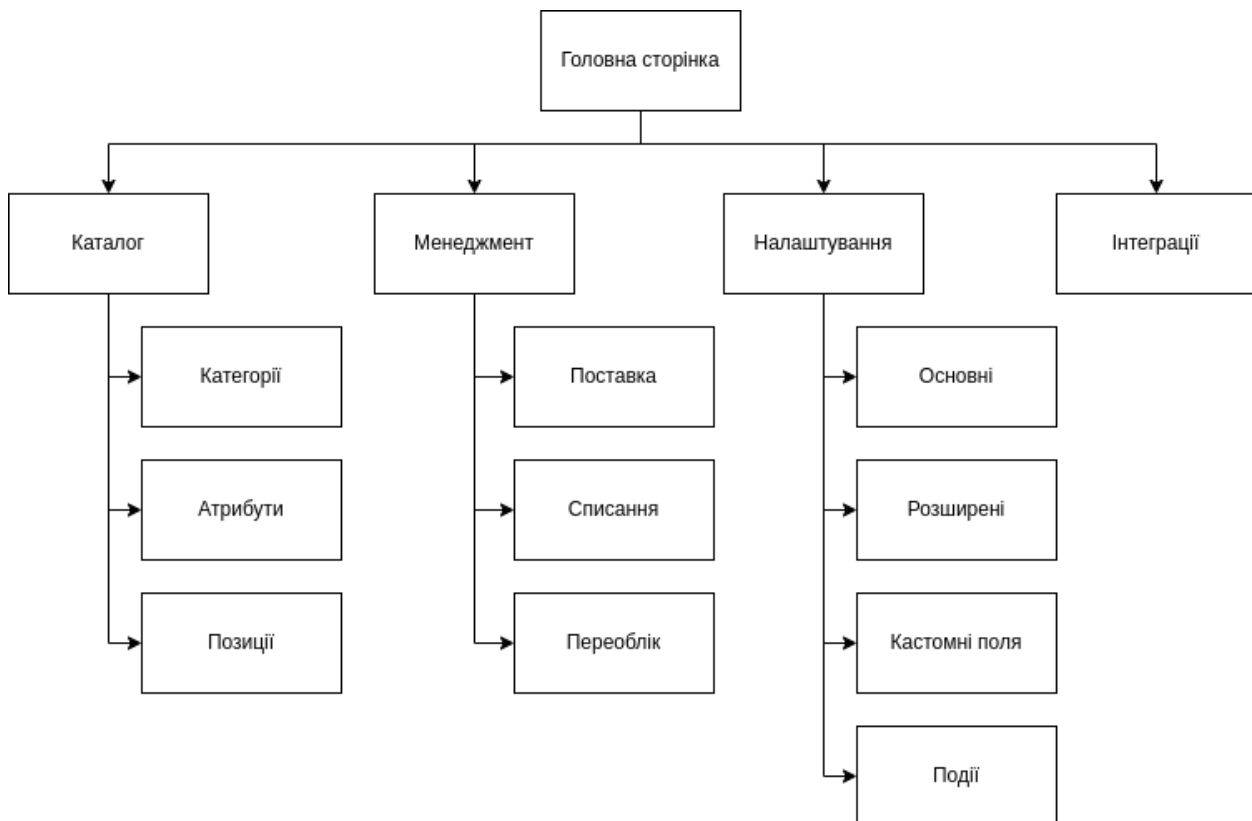 Головна сторінка
Каталог
Менеджмент
Налаштування
Інтеграції
Категорії
Поставка
Основні
Атрибути
Списання
Розширені
Позиції
Переоблік
Кастомні поля
Події